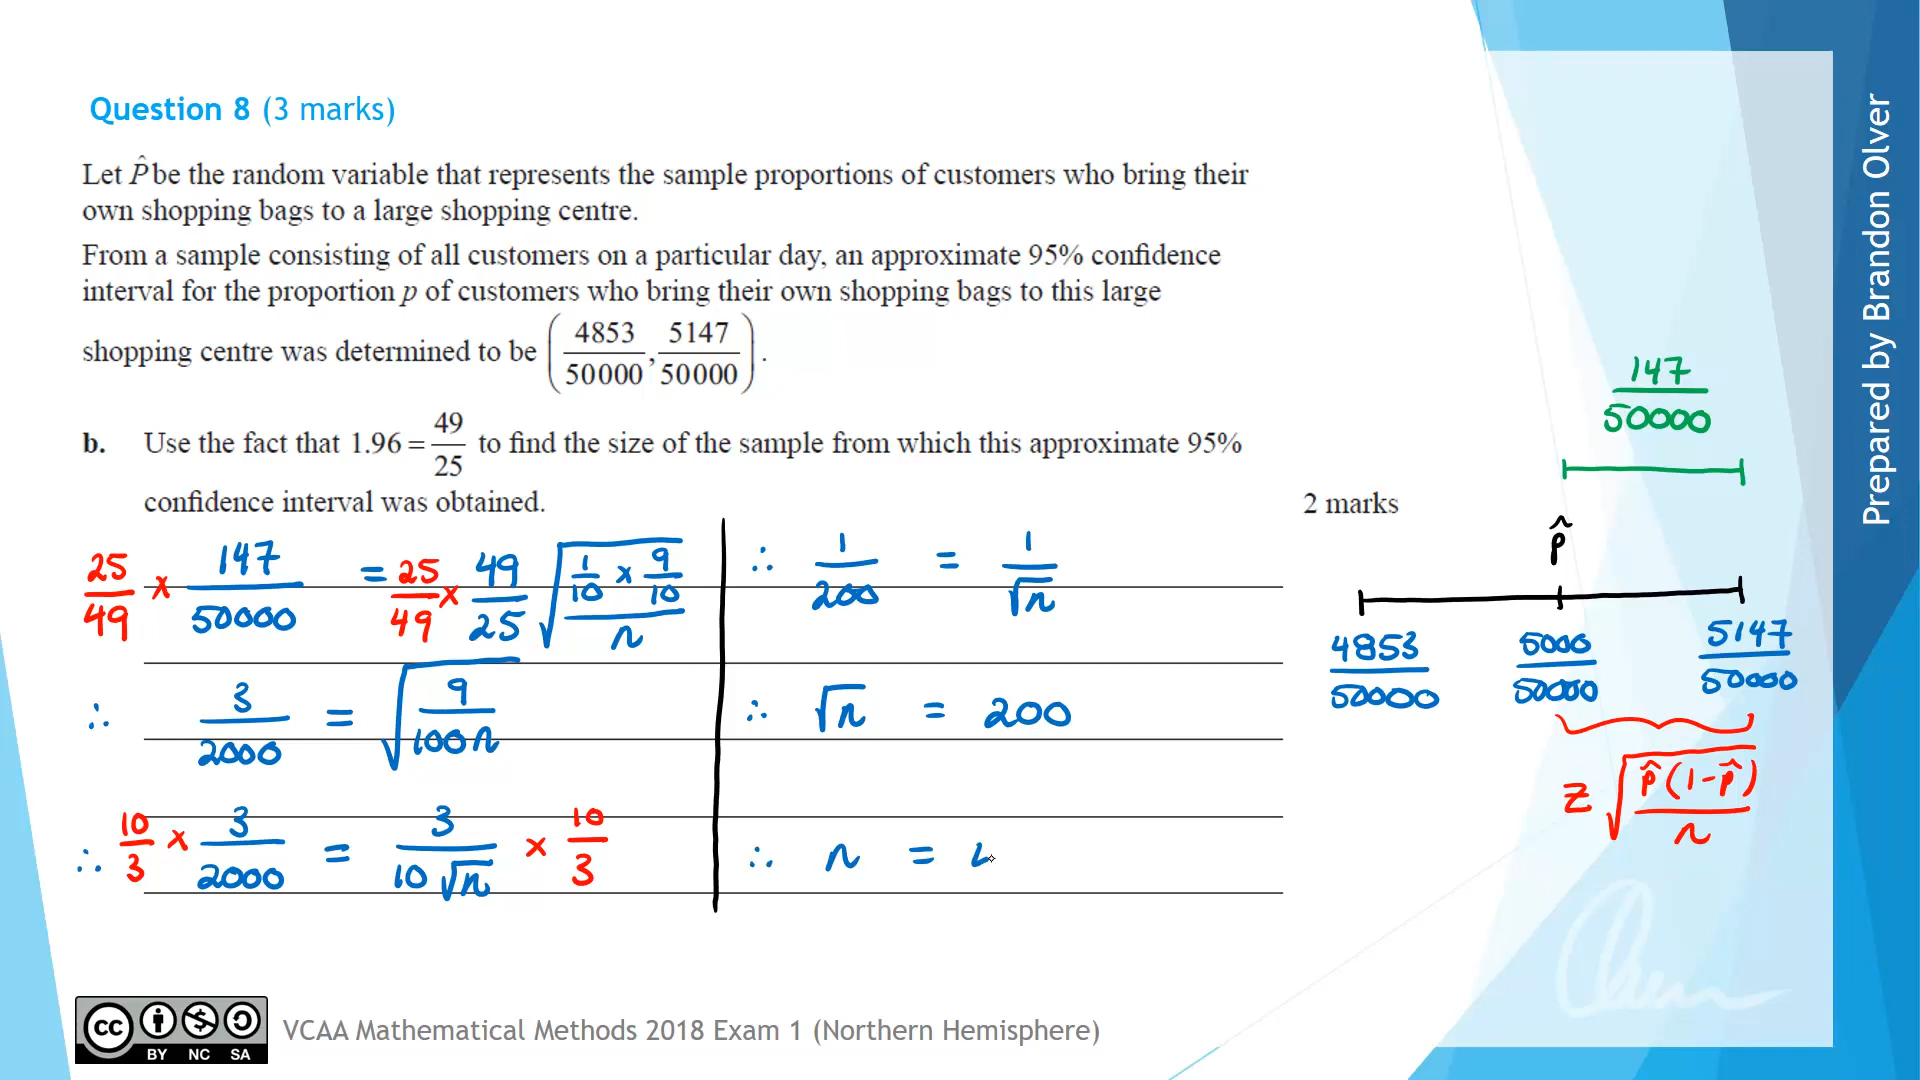 Question 8 (3 marks)
Let P̂ be the random variable that represents the sample proportions of customers who bring their
own shopping bags to a large shopping centre.
From a sample consisting of all customers on a particular day, an approximate 95% confidence
interval for the proportion p of customers who bring their own shopping bags to this large
shopping centre was determined to be (4853/50000, 5147/50000).
b. Use the fact that 1.96 = 49/25 to find the size of the sample from which this approximate 95%
confidence interval was obtained.
2 marks
25/49 × 147/50000 = 25/49 × 49/25 √(1/10 × 9/10 / n)
∴ 3/2000 = √(9/100n)
∴ 10/3 × 3/2000 = 3/10√n × 10/3
∴ 1/200 = 1/√n
∴ √n = 200
∴ n =
147/50000
p̂
4853/50000 5000/50000 5147/50000
z √(p̂(1-p̂)/n)
Prepared by Brandon Olver
cc BY NC SA
VCAA Mathematical Methods 2018 Exam 1 (Northern Hemisphere)